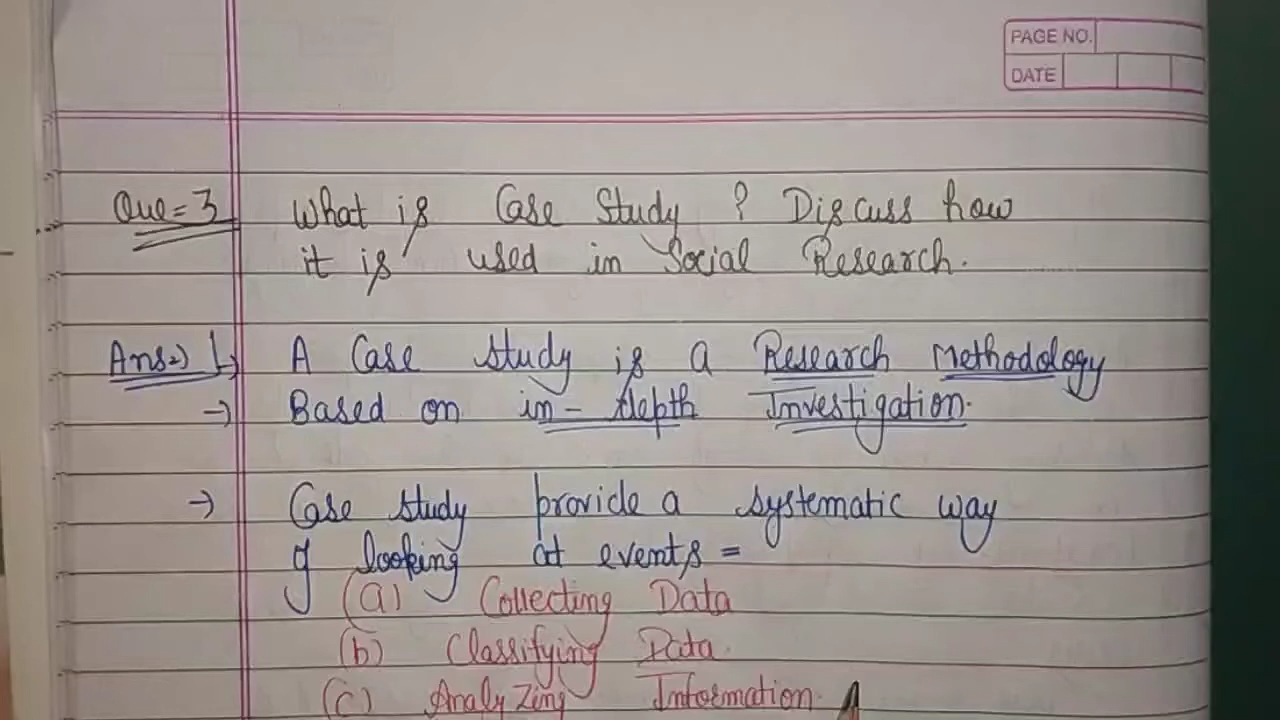 PAGE NO.
DATE
Que = 3 What is Case Study ? Discuss how
it is used in Social Research.
Ans=) ↳ A Case Study is a Research Methodology
→ Based on in-depth Investigation.
→ Case study provide a systematic way
of looking at events =
(a) Collecting Data
(b) Classifying Data.
(c) Analyzing Information.